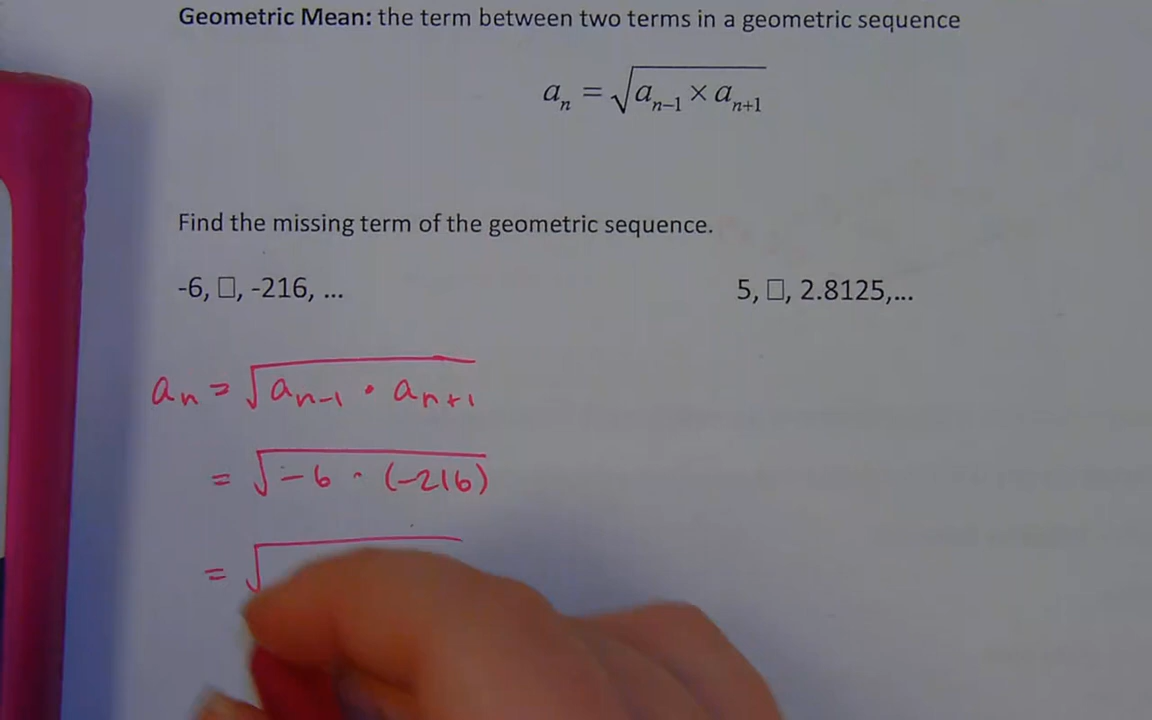 Geometric Mean: the term between two terms in a geometric sequence
aₙ = √(aₙ₋₁ × aₙ₊₁)
Find the missing term of the geometric sequence.
-6, □, -216, ...
5, □, 2.8125,...
aₙ = √(aₙ₋₁ · aₙ₊₁)
= √(-6 · (-216))
= √